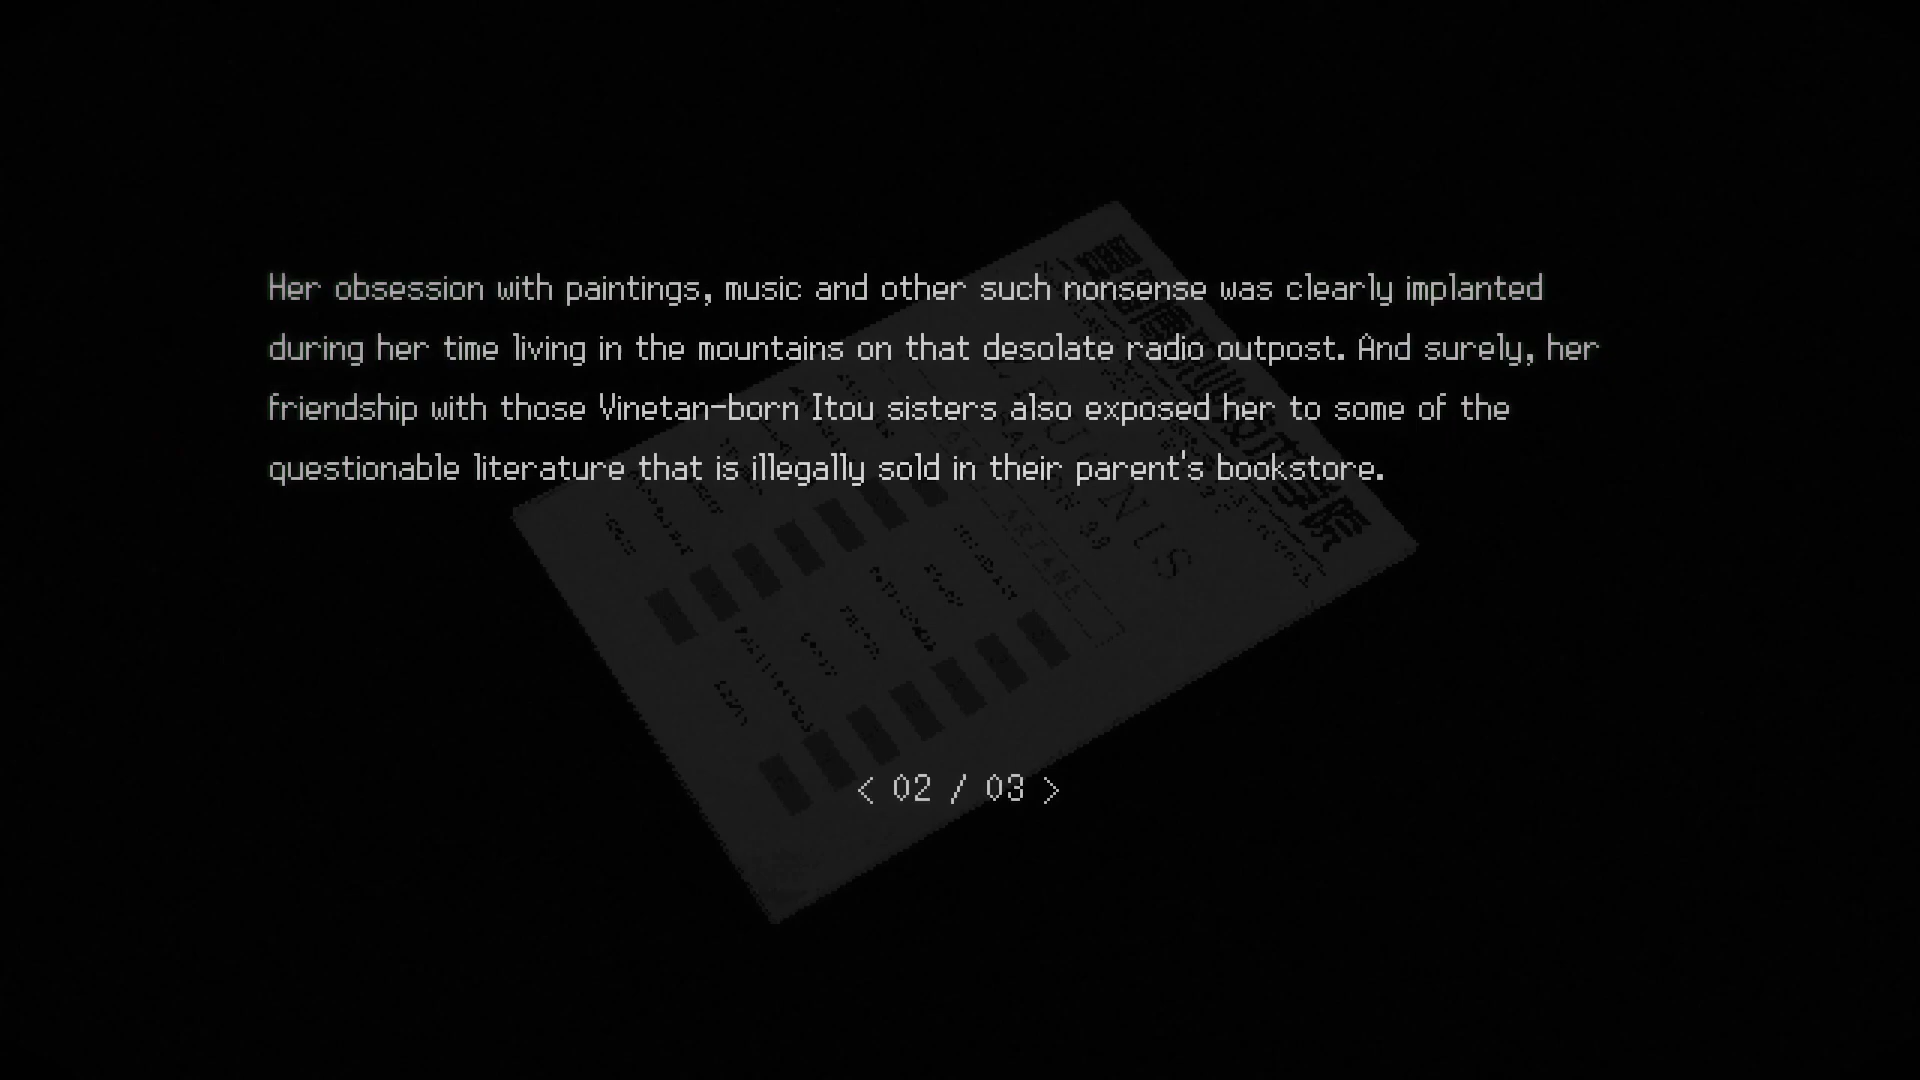 Her obsession with paintings, music and other such nonsense was clearly implanted
during her time living in the mountains on that desolate radio outpost. And surely, her
friendship with those Vinetan-born Itou sisters also exposed her to some of the
questionable literature that is illegally sold in their parent's bookstore.
< 02 / 03 >